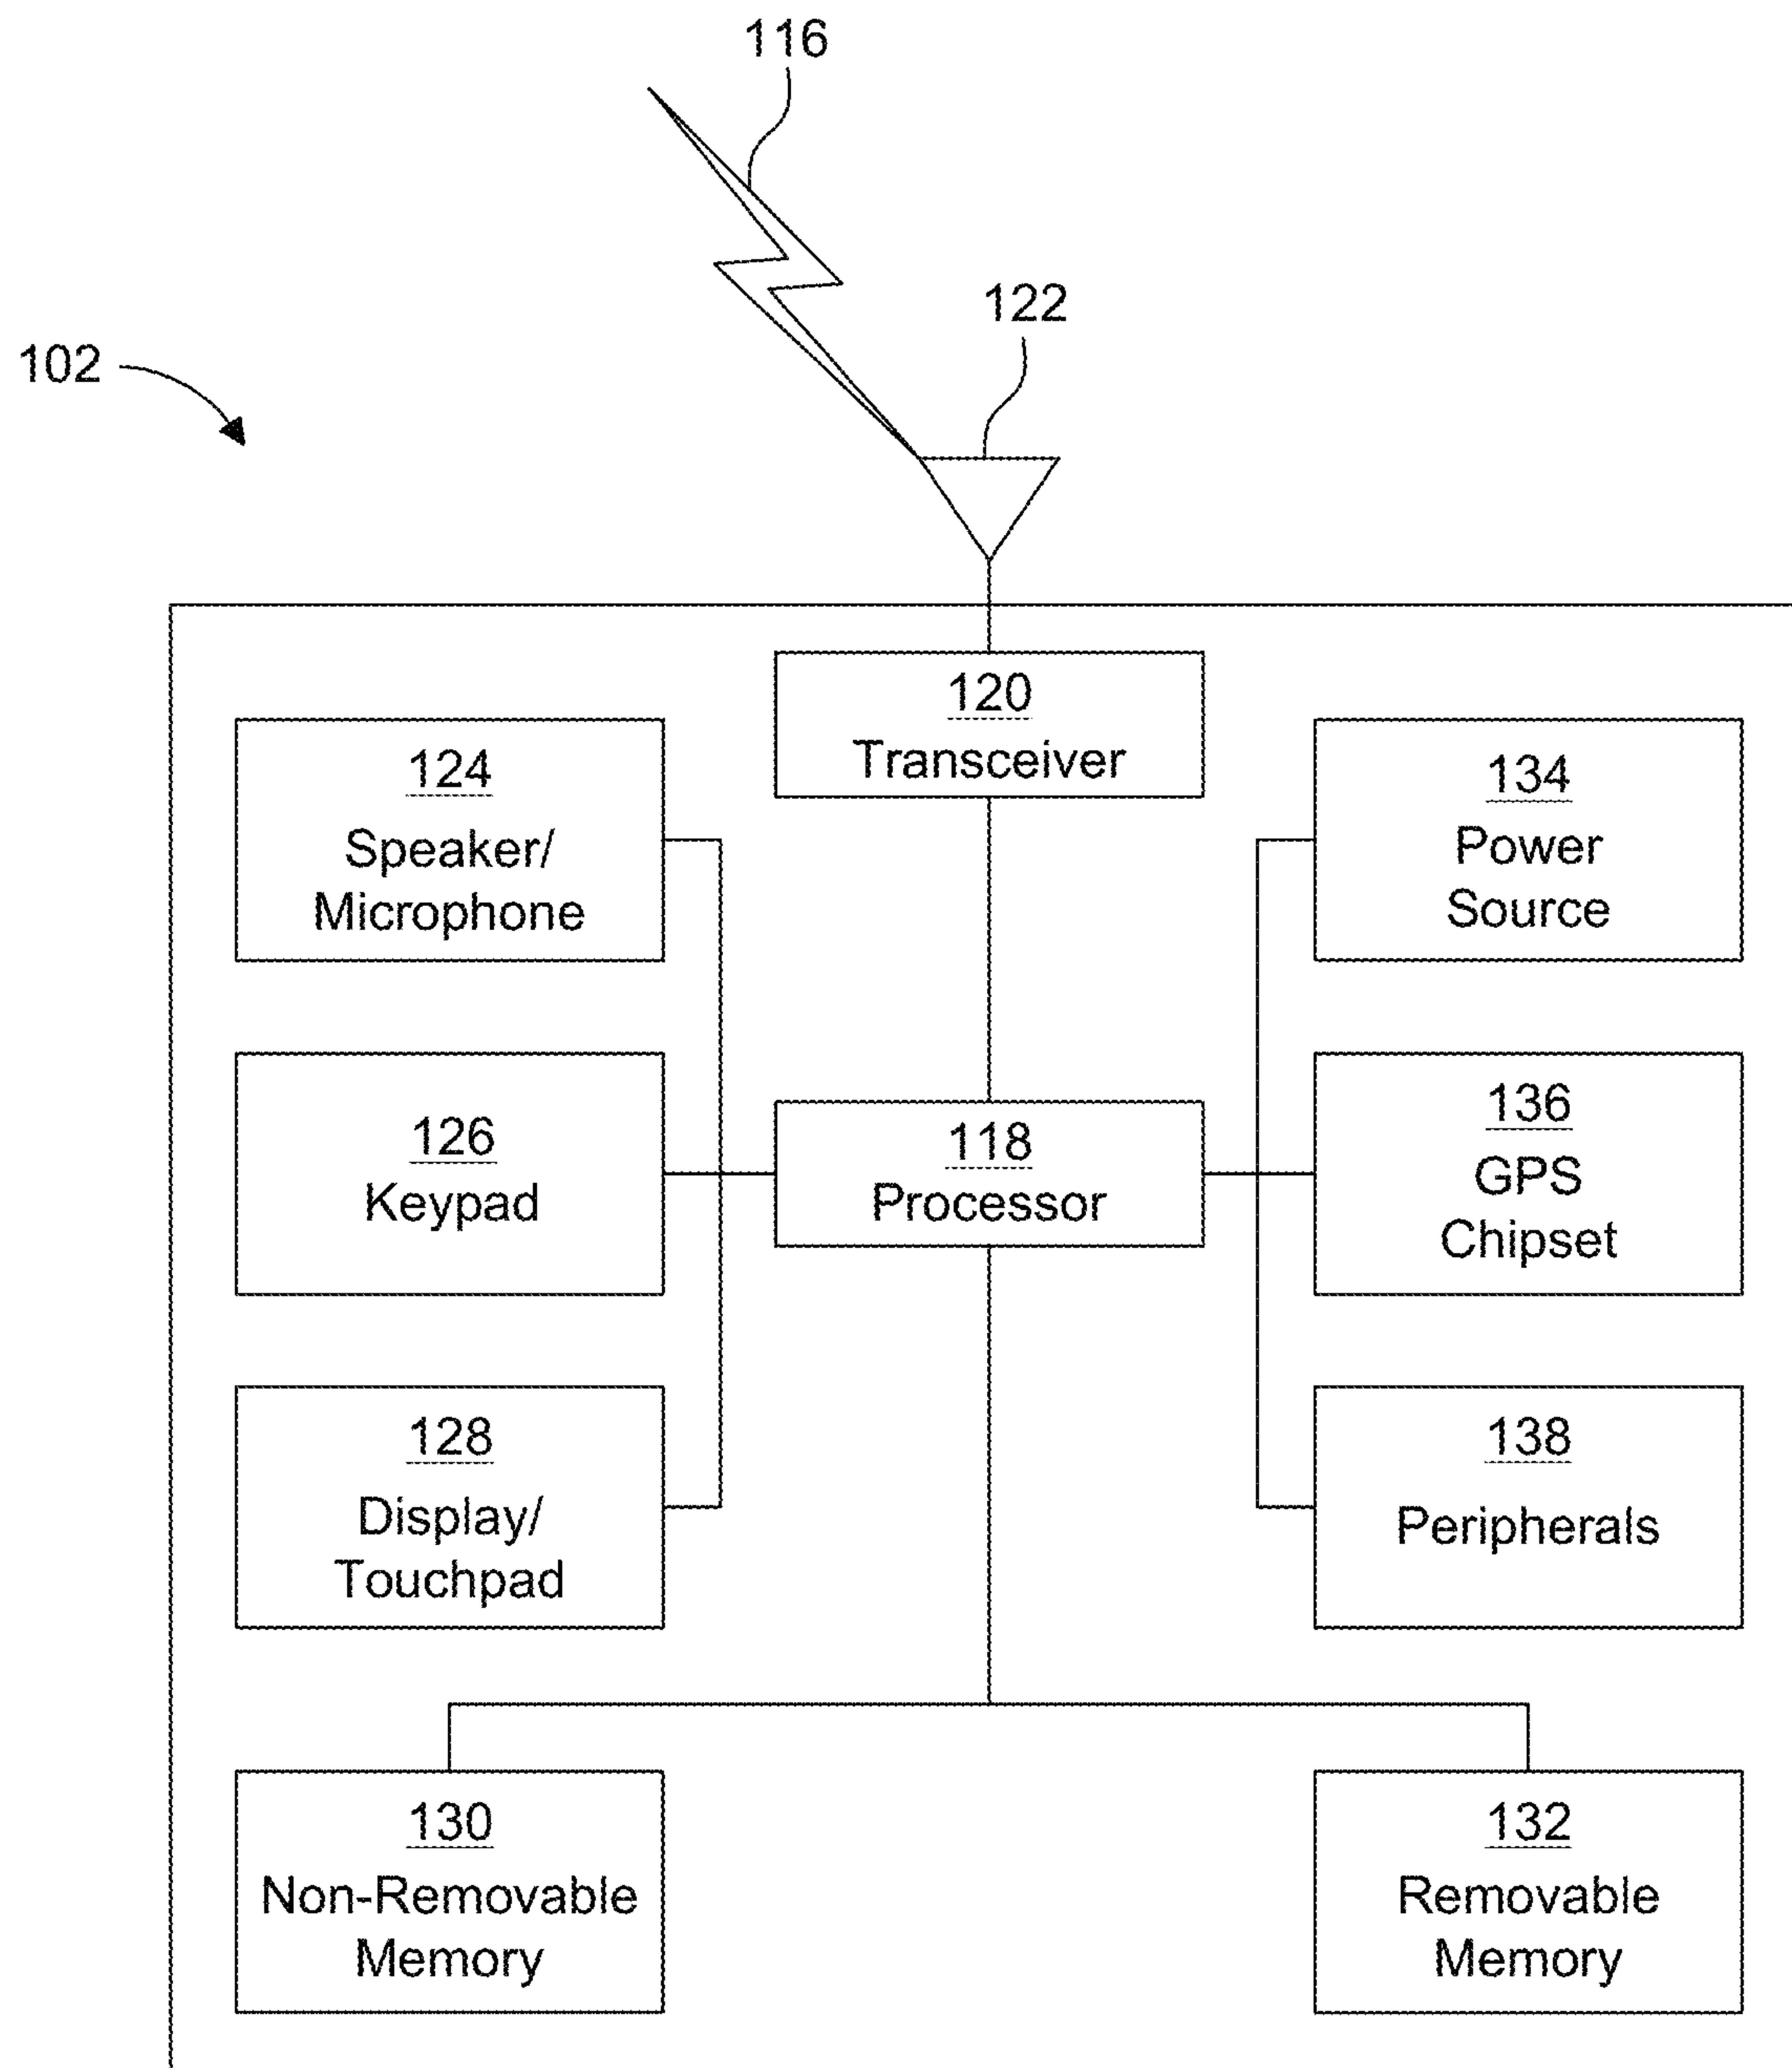 116
122
102
120
Transceiver
124
Speaker/
Microphone
134
Power
Source
126
Keypad
118
Processor
136
GPS
Chipset
128
Display/
Touchpad
138
Peripherals
130
Non-Removable
Memory
132
Removable
Memory